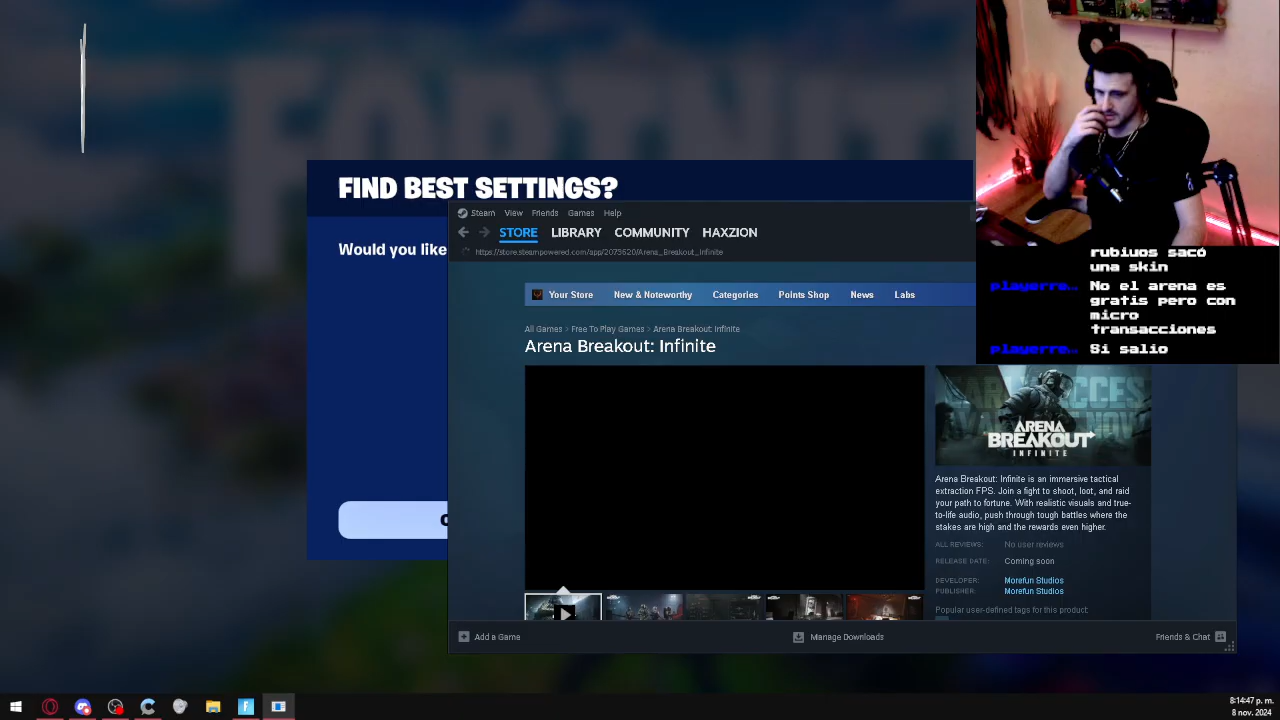 FORTNITE
FIND BEST SETTINGS?
Would you like
Steam View Friends Games Help
STORE LIBRARY COMMUNITY HAXZION
https://store.steampowered.com/app/2073620/Arena_Breakout_Infinite
Your Store New & Noteworthy Categories Points Shop News Labs
All Games > Free To Play Games > Arena Breakout: Infinite
Arena Breakout: Infinite
ARENA
BREAKOUT
INFINITE
Arena Breakout: Infinite is an immersive tactical
extraction FPS. Join a fight to shoot, loot, and raid
your path to fortune. With realistic visuals and true-
to-life audio, push through tough battles where the
stakes are high and the rewards even higher.
ALL REVIEWS: No user reviews
RELEASE DATE: Coming soon
DEVELOPER: Morefun Studios
PUBLISHER: Morefun Studios
Popular user-defined tags for this product:
Add a Game Manage Downloads Friends & Chat
rubius sacó
una skin
playerre… No el arena es
gratis pero con
micro
transacciones
playerre… Si salio
8:14:47 p. m.
8 nov. 2024